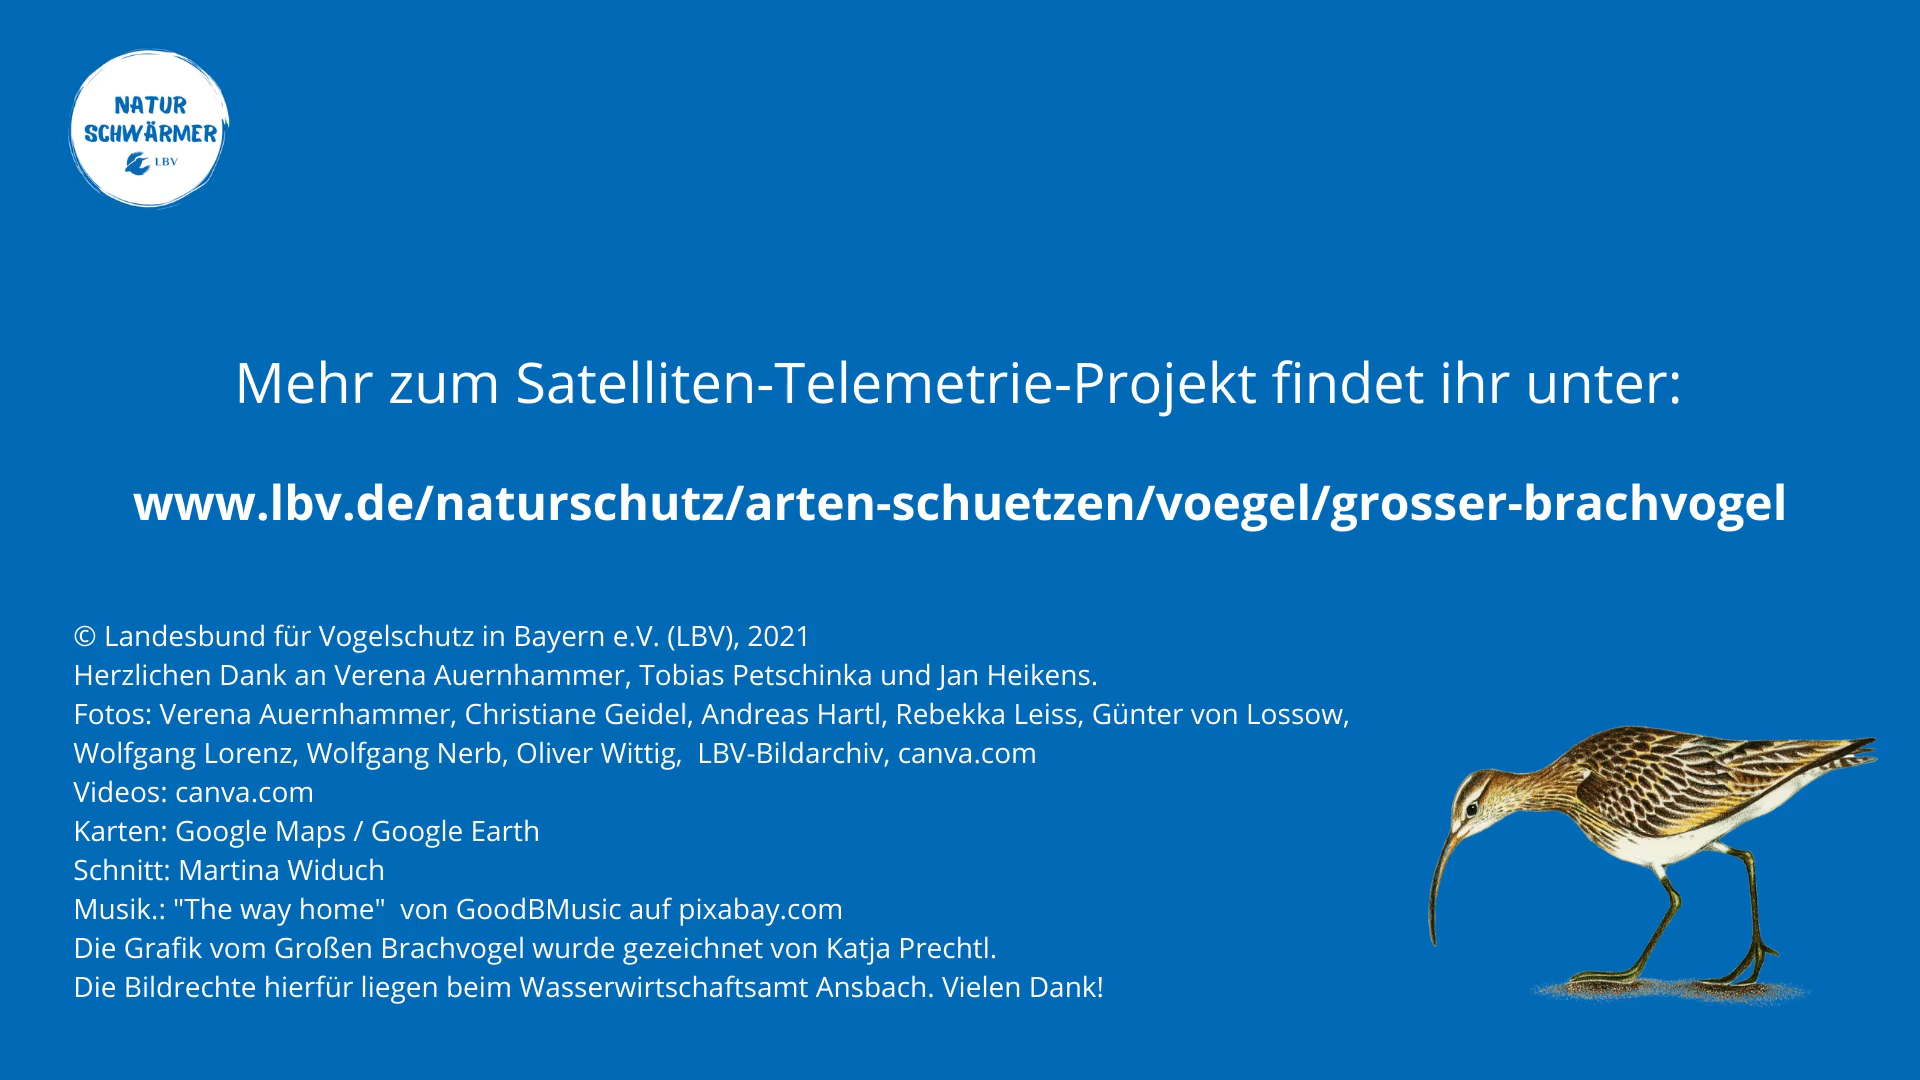 NATUR
SCHWÄRMER
LBV
Mehr zum Satelliten-Telemetrie-Projekt findet ihr unter:
www.lbv.de/naturschutz/arten-schuetzen/voegel/grosser-brachvogel
© Landesbund für Vogelschutz in Bayern e.V. (LBV), 2021
Herzlichen Dank an Verena Auernhammer, Tobias Petschinka und Jan Heikens.
Fotos: Verena Auernhammer, Christiane Geidel, Andreas Hartl, Rebekka Leiss, Günter von Lossow,
Wolfgang Lorenz, Wolfgang Nerb, Oliver Wittig,  LBV-Bildarchiv, canva.com
Videos: canva.com
Karten: Google Maps / Google Earth
Schnitt: Martina Widuch
Musik.: "The way home"  von GoodBMusic auf pixabay.com
Die Grafik vom Großen Brachvogel wurde gezeichnet von Katja Prechtl.
Die Bildrechte hierfür liegen beim Wasserwirtschaftsamt Ansbach. Vielen Dank!